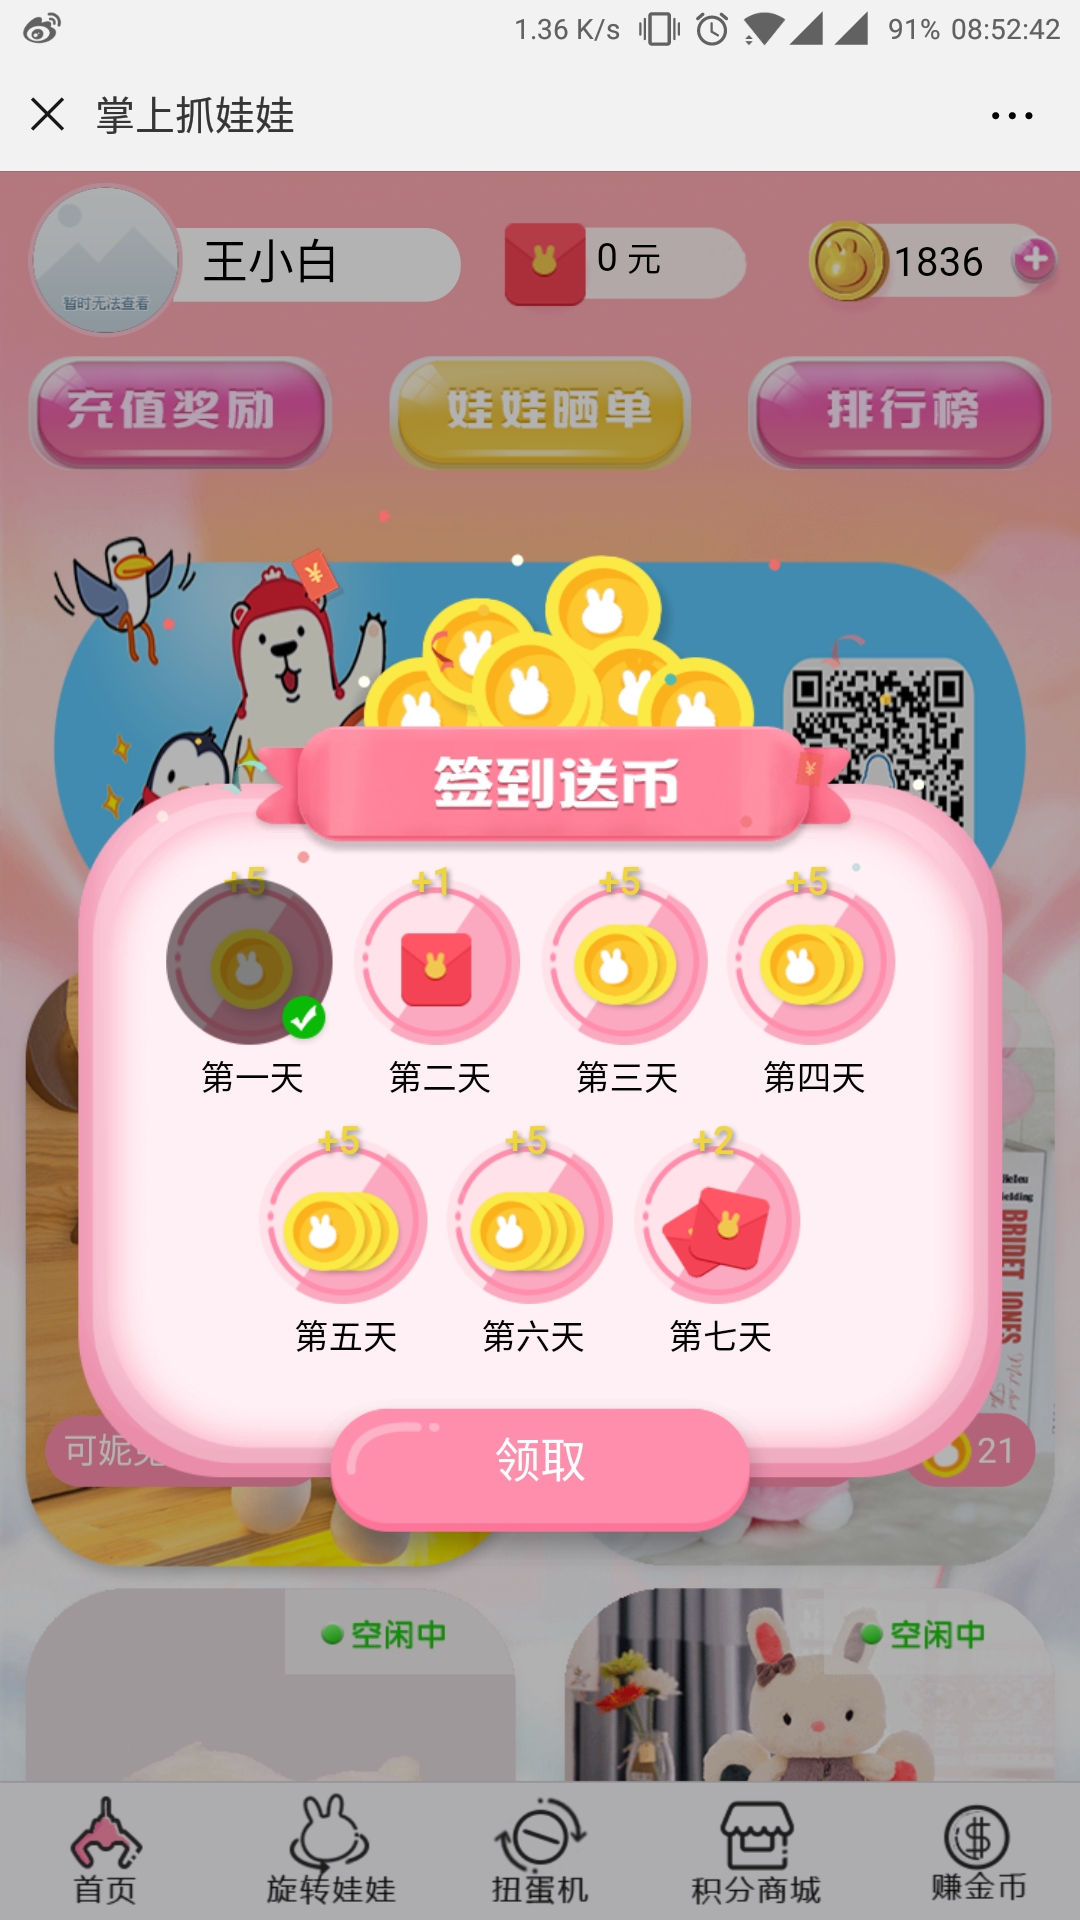 1.36 K/s 91% 08:52:42
掌上抓娃娃
王小白 0 元 1836
暂时无法查看
充值奖励 娃娃晒单 排行榜
签到送币
+5 +1 +5 +5
第一天 第二天 第三天 第四天
+5 +5 +2
第五天 第六天 第七天
BRIDET JONES
可妮兔 21
领取
空闲中 空闲中
首页 旋转娃娃 扭蛋机 积分商城 赚金币